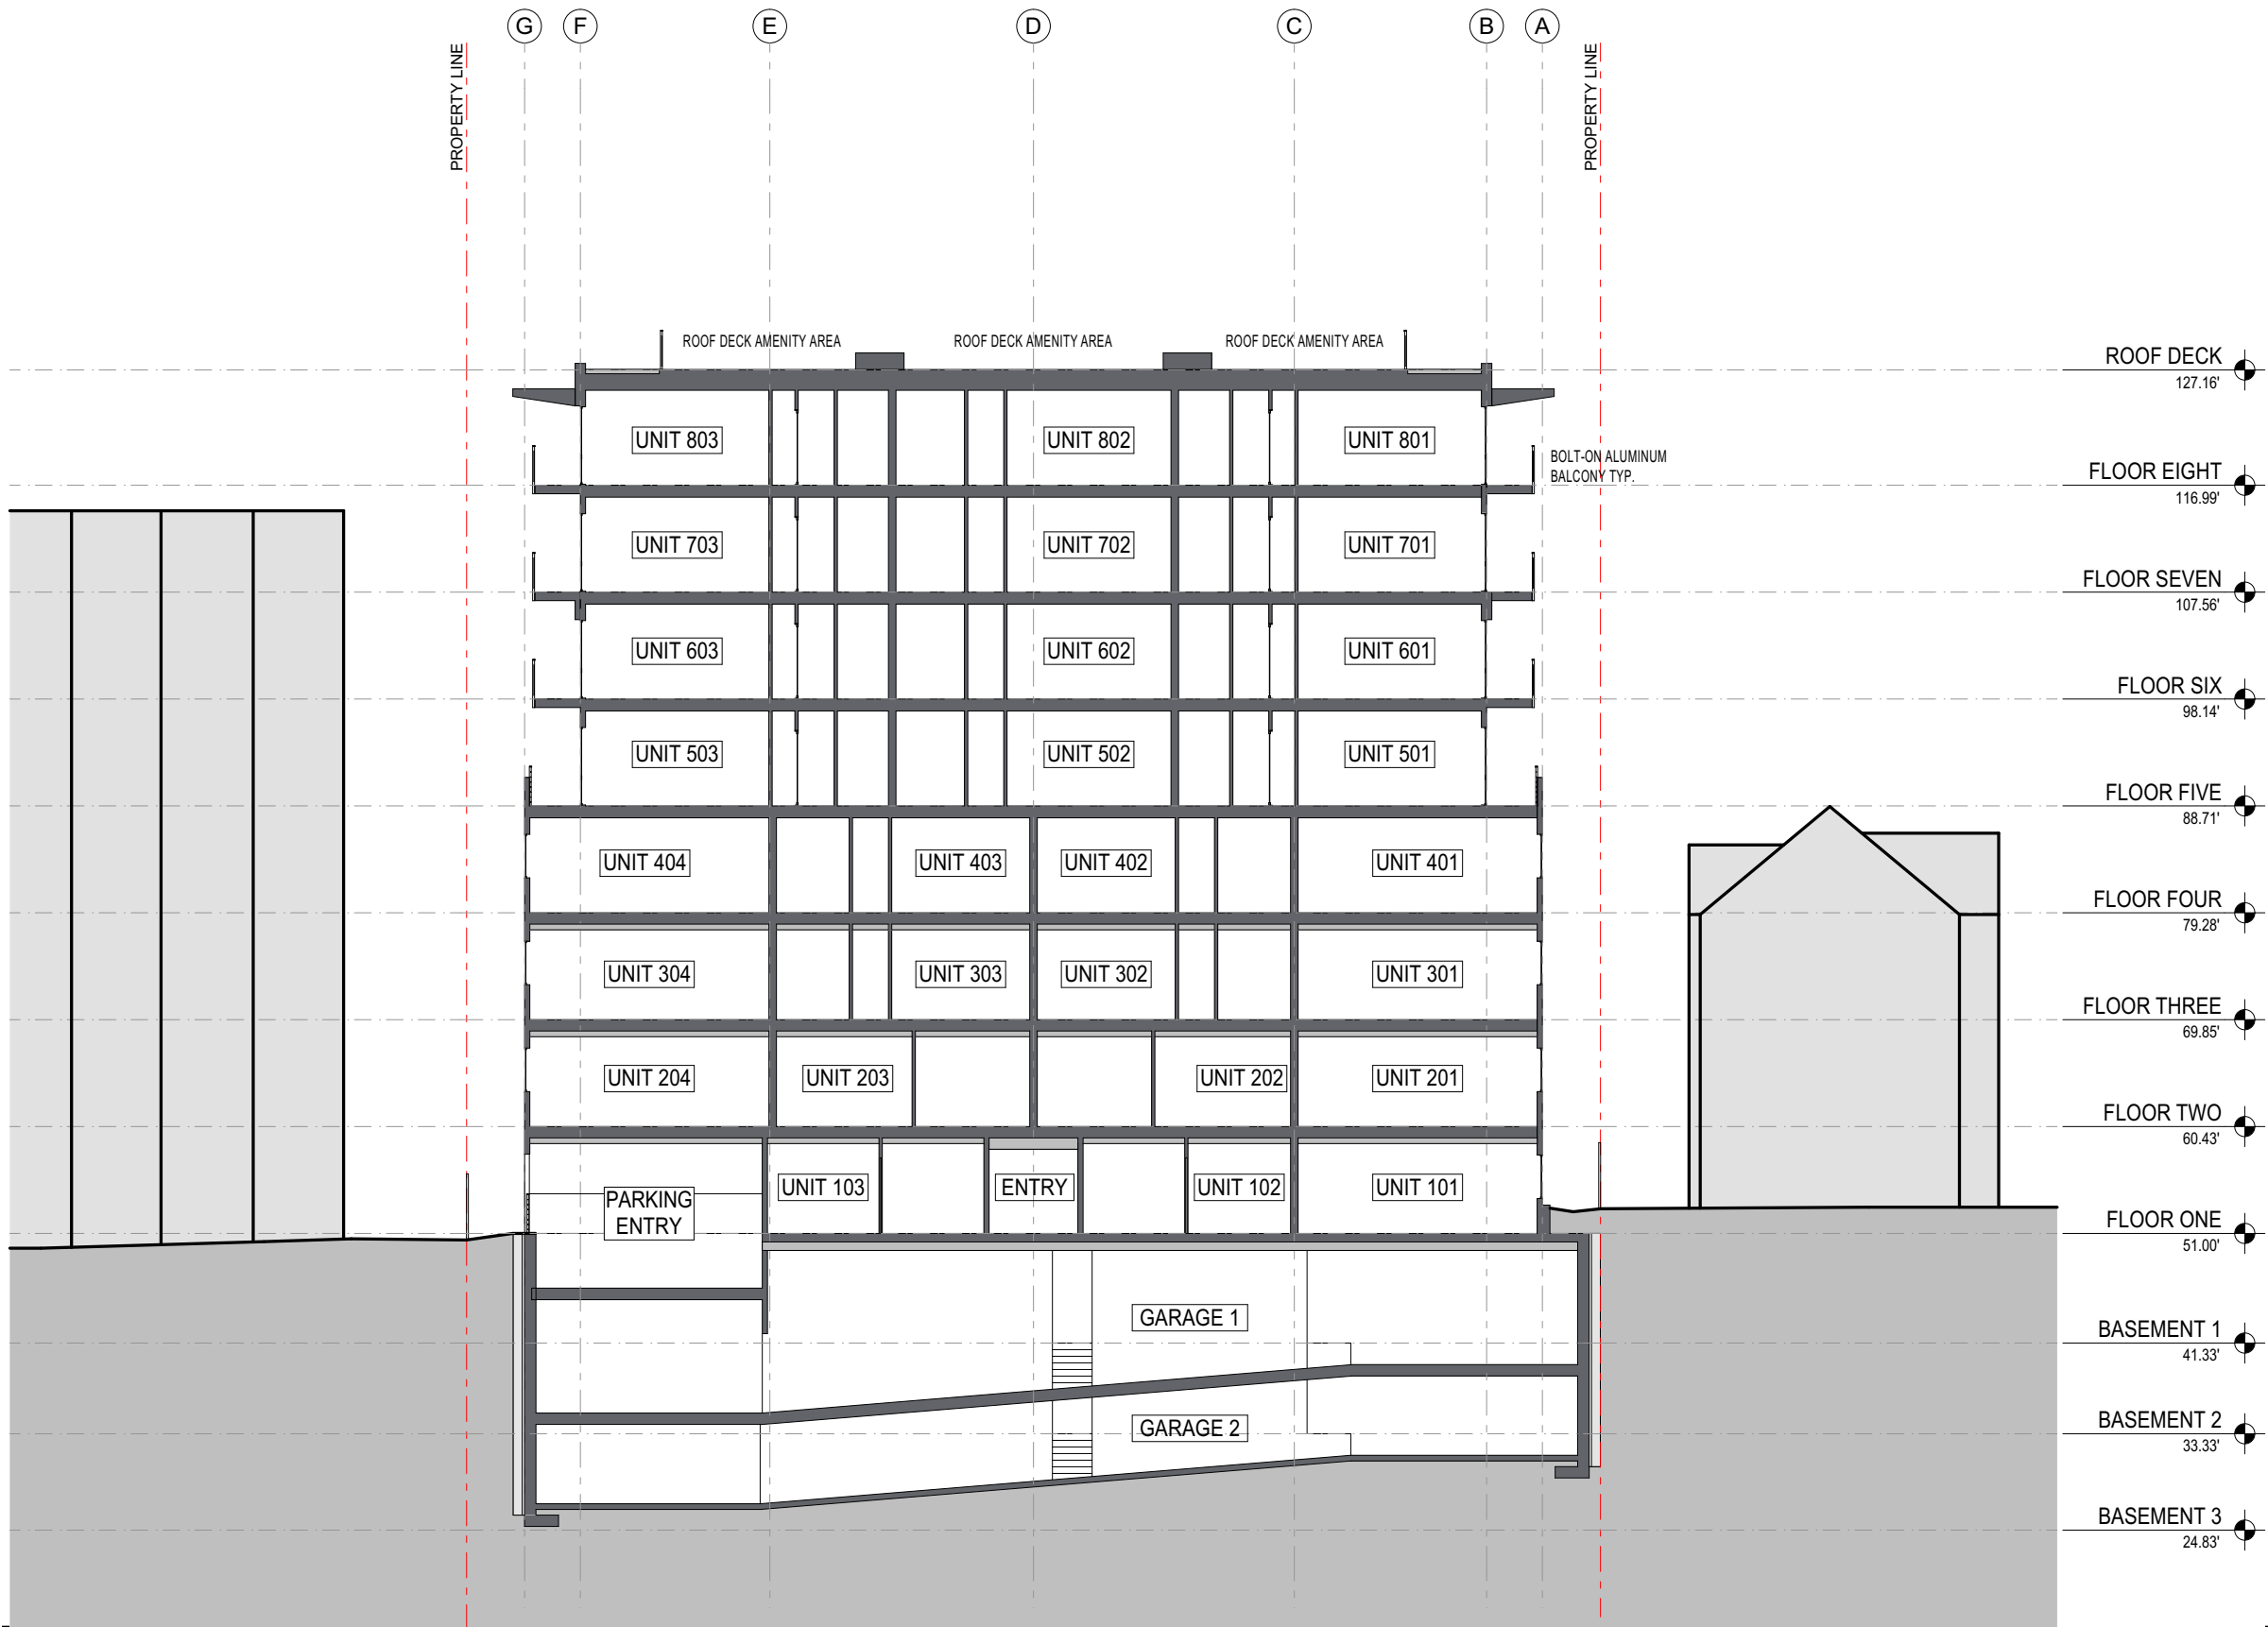 G F E D C B A
PROPERTY LINE
PROPERTY LINE
ROOF DECK AMENITY AREA
ROOF DECK AMENITY AREA
ROOF DECK AMENITY AREA
ROOF DECK
127.16'
UNIT 803
UNIT 802
UNIT 801
BOLT-ON ALUMINUM
BALCONY TYP.
FLOOR EIGHT
116.99'
UNIT 703
UNIT 702
UNIT 701
FLOOR SEVEN
107.56'
UNIT 603
UNIT 602
UNIT 601
FLOOR SIX
98.14'
UNIT 503
UNIT 502
UNIT 501
FLOOR FIVE
88.71'
UNIT 404
UNIT 403
UNIT 402
UNIT 401
FLOOR FOUR
79.28'
UNIT 304
UNIT 303
UNIT 302
UNIT 301
FLOOR THREE
69.85'
UNIT 204
UNIT 203
UNIT 202
UNIT 201
FLOOR TWO
60.43'
PARKING
ENTRY
UNIT 103
ENTRY
UNIT 102
UNIT 101
FLOOR ONE
51.00'
GARAGE 1
BASEMENT 1
41.33'
GARAGE 2
BASEMENT 2
33.33'
BASEMENT 3
24.83'